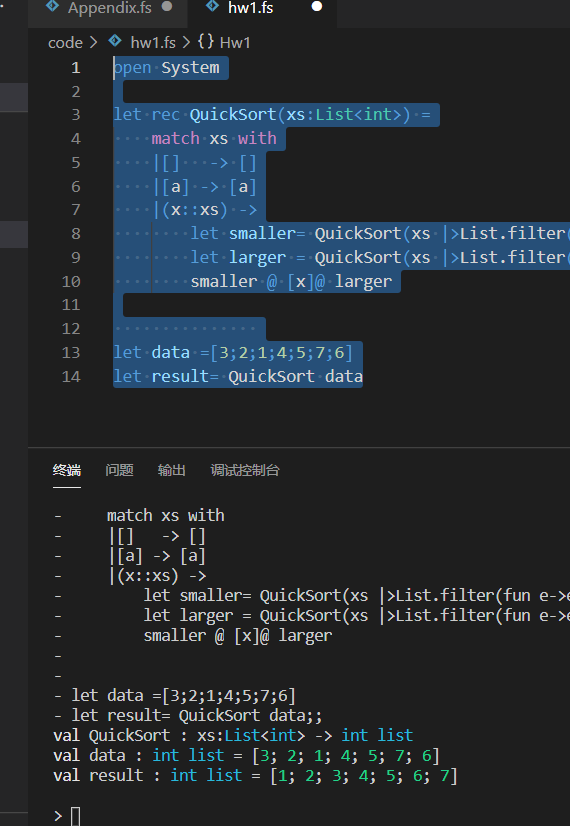 Appendix.fs
hw1.fs
code > hw1.fs > {} Hw1
1 open System
2
3 let rec QuickSort(xs:List<int>) =
4     match xs with
5     |[]   -> []
6     |[a] -> [a]
7     |(x::xs) ->
8         let smaller= QuickSort(xs |>List.filter(
9         let larger = QuickSort(xs |>List.filter(
10         smaller @ [x]@ larger
11
12
13 let data =[3;2;1;4;5;7;6]
14 let result= QuickSort data
终端 问题 输出 调试控制台
-     match xs with
-     |[]   -> []
-     |[a] -> [a]
-     |(x::xs) ->
-         let smaller= QuickSort(xs |>List.filter(fun e->e
-         let larger = QuickSort(xs |>List.filter(fun e->e
-         smaller @ [x]@ larger
-
-
- let data =[3;2;1;4;5;7;6]
- let result= QuickSort data;;
val QuickSort : xs:List<int> -> int list
val data : int list = [3; 2; 1; 4; 5; 7; 6]
val result : int list = [1; 2; 3; 4; 5; 6; 7]
>